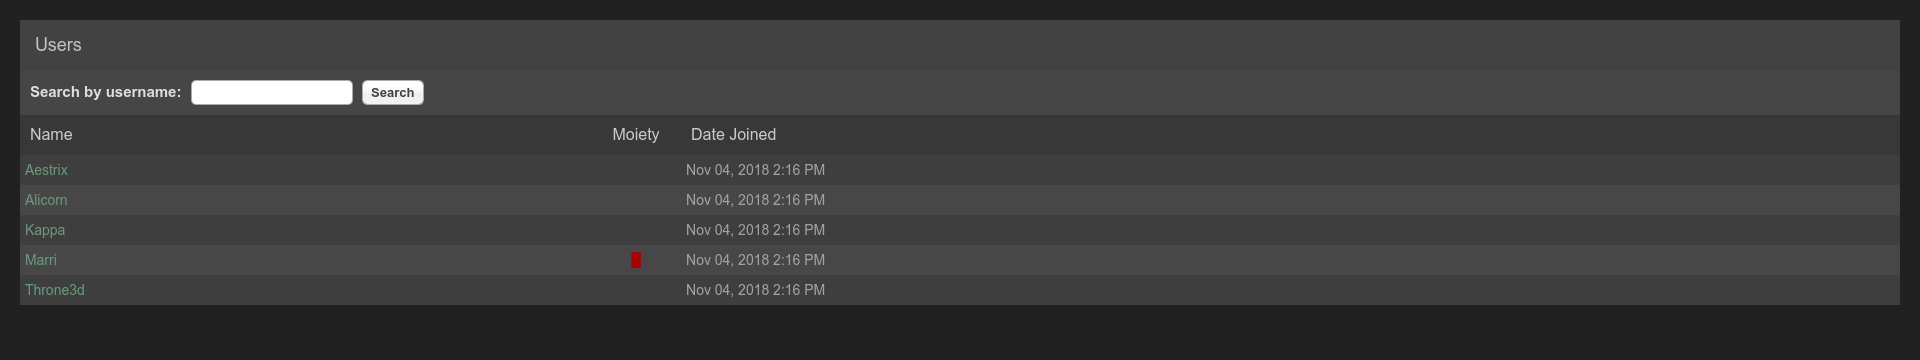 Users
Search by username: Search
Name Moiety Date Joined
Aestrix Nov 04, 2018 2:16 PM
Alicorn Nov 04, 2018 2:16 PM
Kappa Nov 04, 2018 2:16 PM
Marri Nov 04, 2018 2:16 PM
Throne3d Nov 04, 2018 2:16 PM